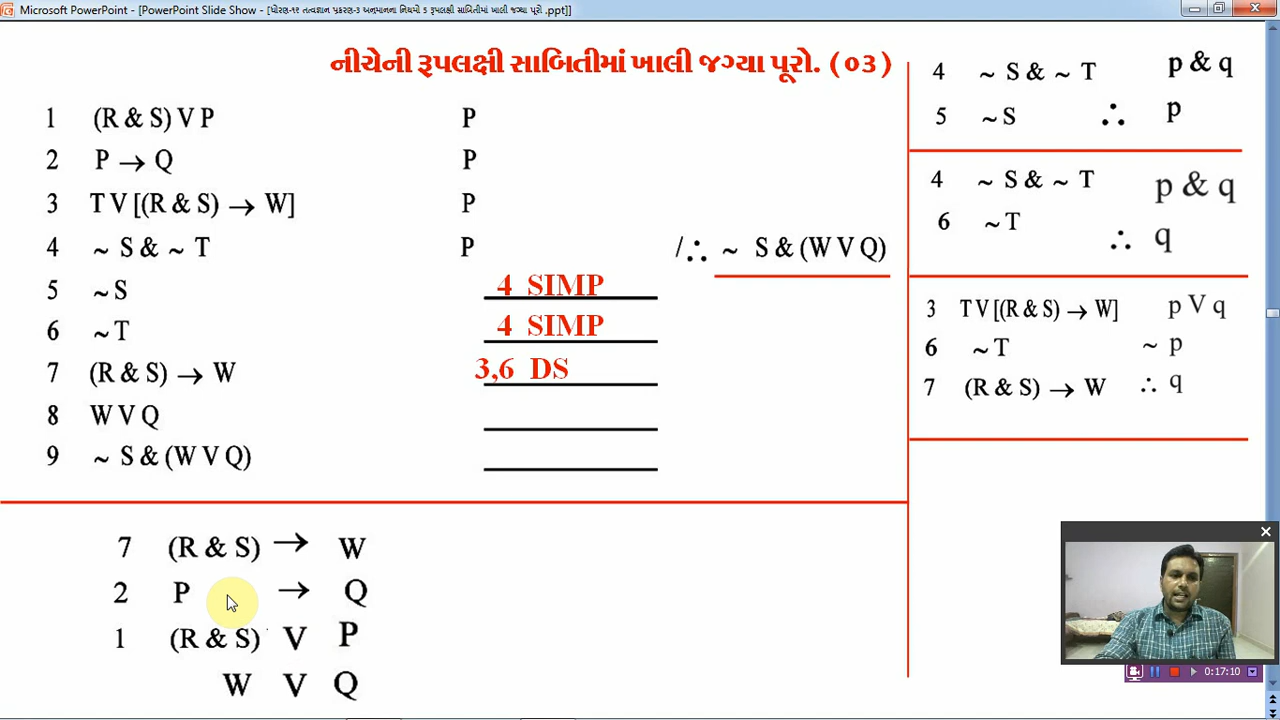 Microsoft PowerPoint - [PowerPoint Slide Show - [ધોરણ-૧૨ તત્વજ્ઞાન પ્રકરણ-3 અનુમાનના નિયમો 5 રૂપલક્ષી સાબિતીમાં ખાલી જગ્યા પૂરો .ppt]]
નીચેની રૂપલક્ષી સાબિતીમાં ખાલી જગ્યા પૂરો. (૦૩)
1 (R & S) V P P
2 P → Q P
3 T V [(R & S) → W] P
4 ~ S & ~ T P /∴ ~ S & (W V Q)
5 ~ S 4 SIMP
6 ~ T 4 SIMP
7 (R & S) → W 3,6 DS
8 W V Q
9 ~ S & (W V Q)
7 (R & S) → W
2 P → Q
1 (R & S) V P
W V Q
4 ~ S & ~ T p & q
5 ~ S ∴ p
4 ~ S & ~ T p & q
6 ~ T ∴ q
3 T V [(R & S) → W] p V q
6 ~ T ~ p
7 (R & S) → W ∴ q
0:17:10